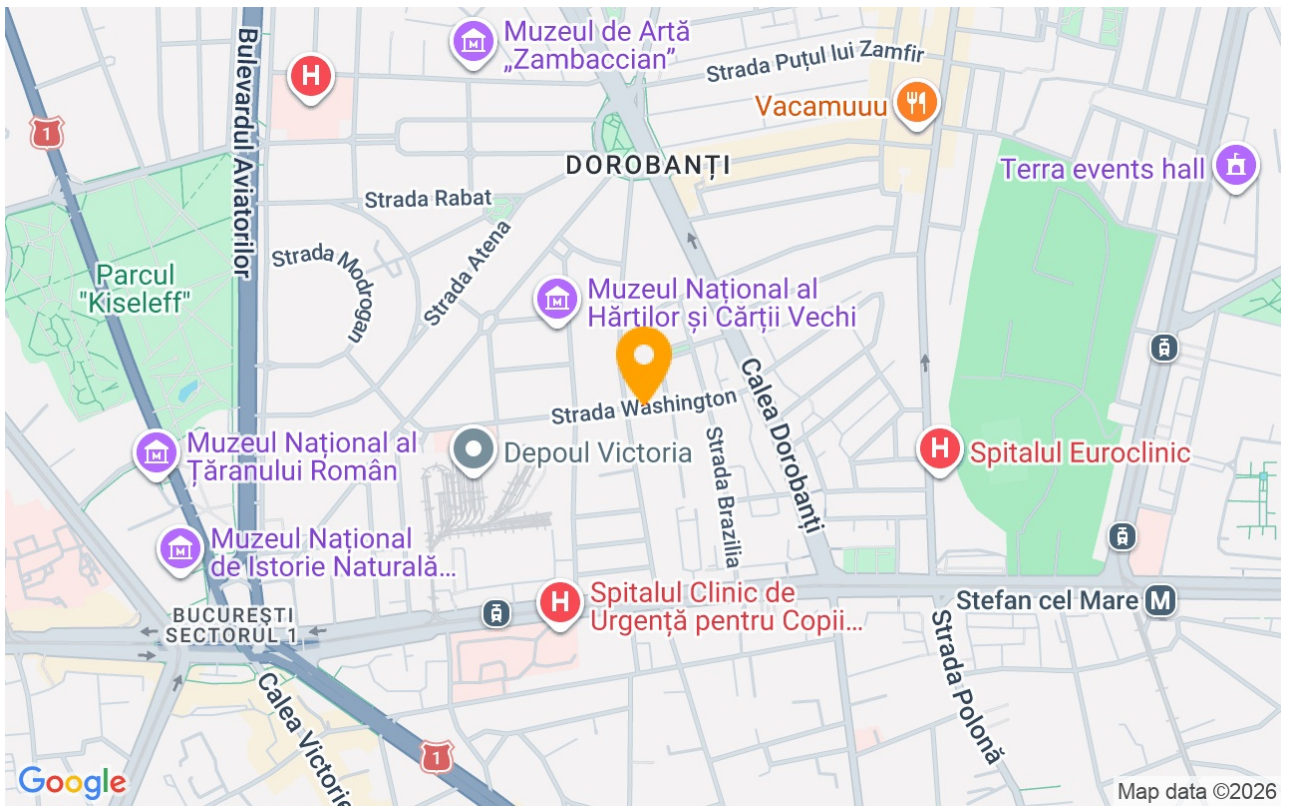 Muzeul de Artă
„Zambaccian”
Strada Puțul lui Zamfir
H
Vacamuuu
1
Bulevardul Aviatorilor
DOROBANȚI
Terra events hall
Strada Rabat
Strada Atena
Strada Modrogan
Parcul
"Kiseleff"
M
Muzeul Național al
Hărților și Cărții Vechi
Calea Dorobanți
Strada Washington
Strada Brazilia
Muzeul Național al
Țăranului Român
Depoul Victoria
H
Spitalul Euroclinic
Muzeul Național
de Istorie Naturală...
H
Spitalul Clinic de
Urgență pentru Copii...
Stefan cel Mare M
BUCUREȘTI
SECTORUL 1
Strada Polonă
Calea Victorie
1
Google
Map data ©2026